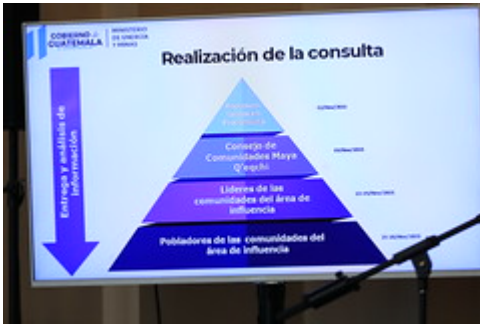 GOBIERNO de
GUATEMALA
MINISTERIO
DE ENERGÍA
Y MINAS
Realización de la consulta
Entrega y análisis de
información
Consejo de
Comunidades Maya
Q'eqchi
Líderes de las
comunidades del área de
influencia
Pobladores de las comunidades del
área de influencia